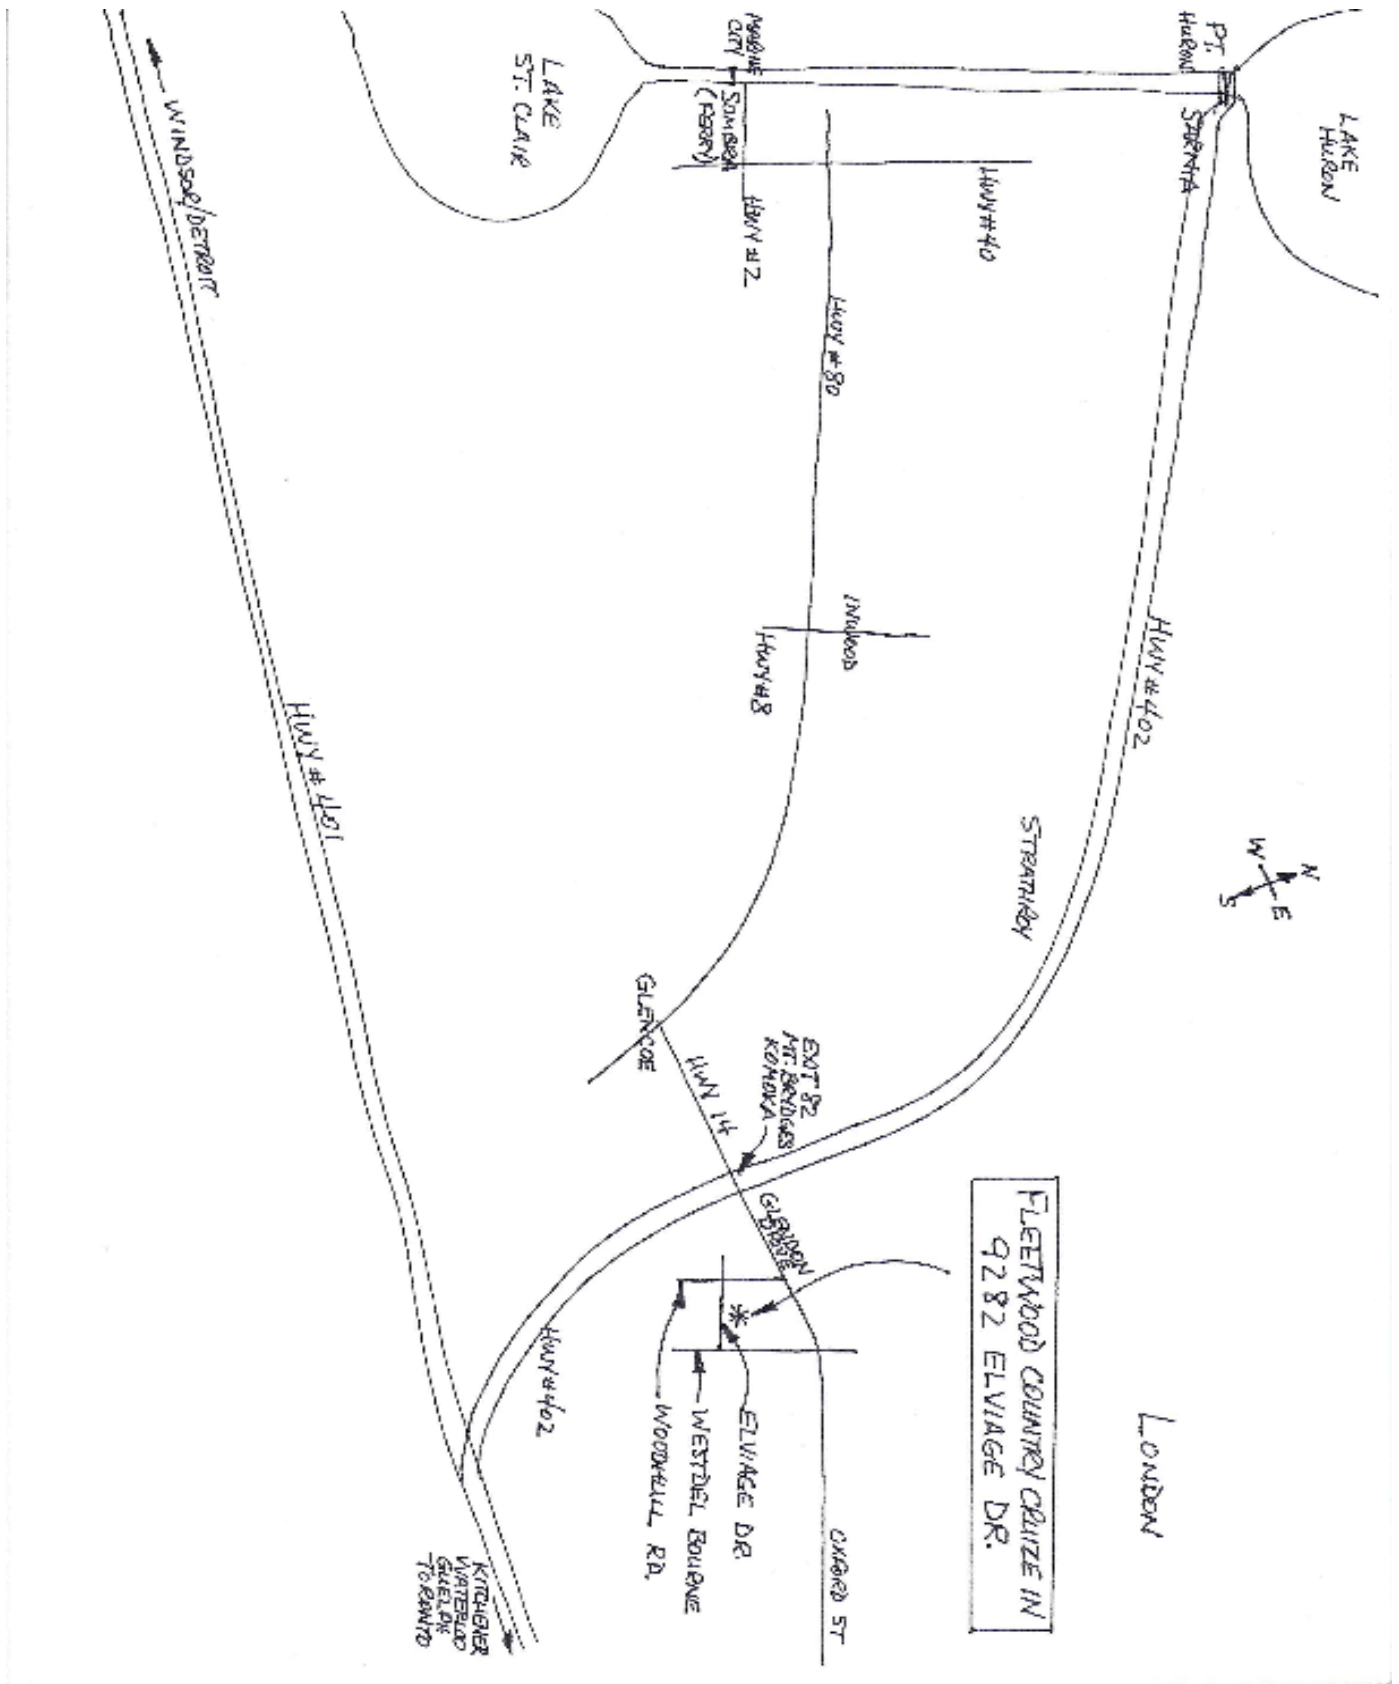 LAKE
HURON
PT.
HURON
SARNIA
MARINE
CITY
SOMBRA
(FERRY)
LAKE
ST. CLAIR
WINDSOR/DETROIT
HWY #40
HWY #2
HWY #80
INWOOD
HWY #8
HWY #402
HWY #401
STRATHROY
N
W
E
S
GLENCOE
HWY 14
EXIT 82
MT. BRYDGES
KOMOKA
GLENDON
DRIVE
FLEETWOOD COUNTRY CRUIZE IN
9282 ELVIAGE DR.
LONDON
*
HWY #402
ELVIAGE DR.
WESTDEL BOURNE
WOODHULL RD.
OXFORD ST
KITCHENER
WATERLOO
GUELPH
TORONTO